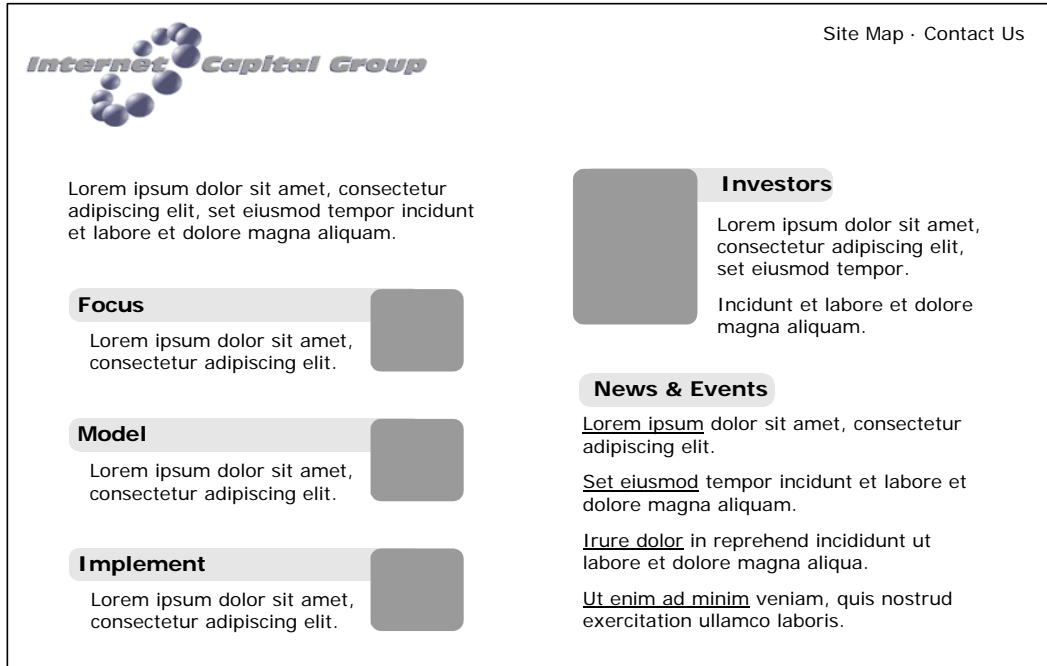 Internet Capital Group
Site Map · Contact Us
Lorem ipsum dolor sit amet, consectetur
adipiscing elit, set eiusmod tempor incidunt
et labore et dolore magna aliquam.
Focus
Lorem ipsum dolor sit amet,
consectetur adipiscing elit.
Model
Lorem ipsum dolor sit amet,
consectetur adipiscing elit.
Implement
Lorem ipsum dolor sit amet,
consectetur adipiscing elit.
Investors
Lorem ipsum dolor sit amet,
consectetur adipiscing elit,
set eiusmod tempor.
Incidunt et labore et dolore
magna aliquam.
News & Events
Lorem ipsum dolor sit amet, consectetur
adipiscing elit.
Set eiusmod tempor incidunt et labore et
dolore magna aliquam.
Irure dolor in reprehend incididunt ut
labore et dolore magna aliqua.
Ut enim ad minim veniam, quis nostrud
exercitation ullamco laboris.